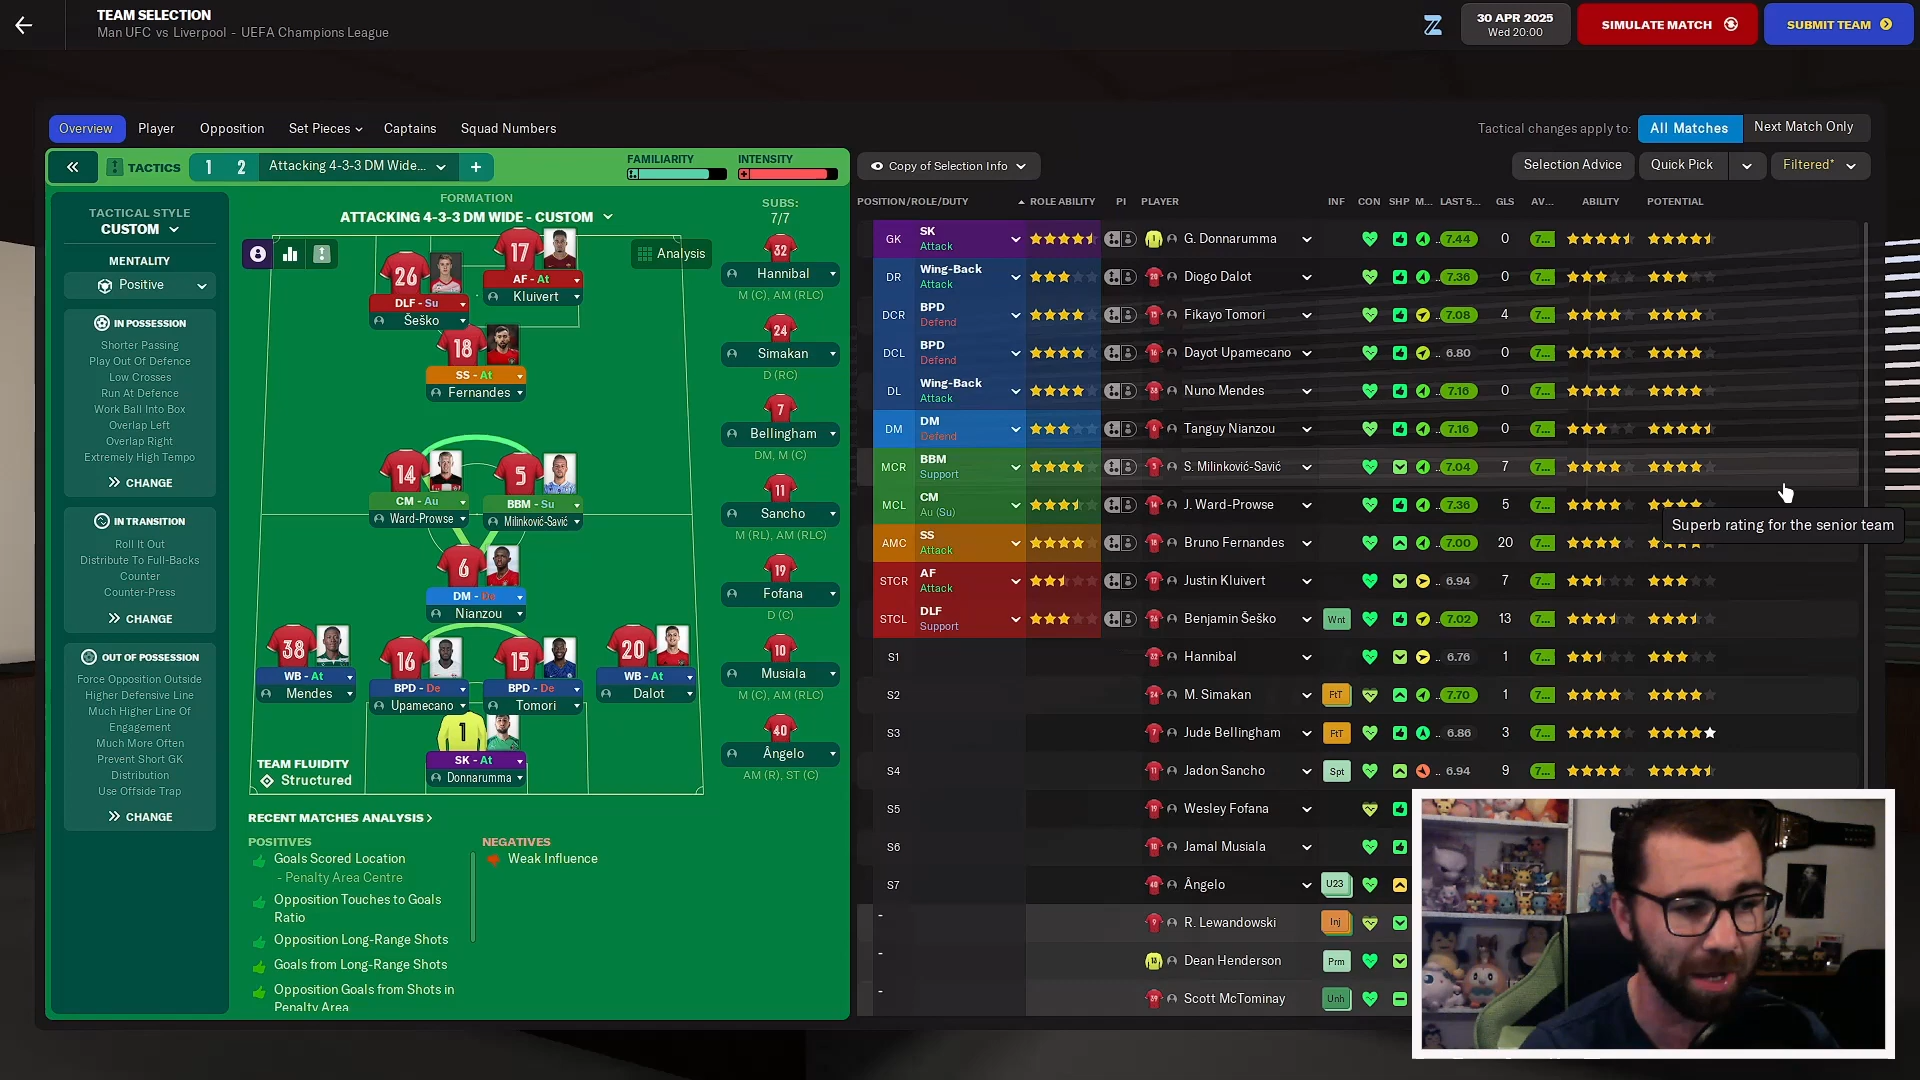 TEAM SELECTION
Man UFC vs Liverpool - UEFA Champions League
30 APR 2025
Wed 20:00
SIMULATE MATCH
SUBMIT TEAM
Overview
Player
Opposition
Set Pieces
Captains
Squad Numbers
Tactical changes apply to:
All Matches
Next Match Only
TACTICS
1
2
Attacking 4-3-3 DM Wide...
FAMILIARITY
INTENSITY
Copy of Selection Info
Selection Advice
Quick Pick
Filtered*
TACTICAL STYLE
CUSTOM
MENTALITY
Positive
IN POSSESSION
Shorter Passing
Play Out Of Defence
Low Crosses
Run At Defence
Work Ball Into Box
Overlap Left
Overlap Right
Extremely High Tempo
CHANGE
IN TRANSITION
Roll It Out
Distribute To Full-Backs
Counter
Counter-Press
CHANGE
OUT OF POSSESSION
Force Opposition Outside
Higher Defensive Line
Much Higher Line Of
Engagement
Much More Often
Prevent Short GK
Distribution
Use Offside Trap
CHANGE
FORMATION
ATTACKING 4-3-3 DM WIDE - CUSTOM
Analysis
26
DLF - Su
Šeško
17
AF - At
Kluivert
18
SS - At
Fernandes
14
CM - Au
Ward-Prowse
5
BBM - Su
Milinković-Savić
6
DM - De
Nianzou
38
WB - At
Mendes
16
BPD - De
Upamecano
15
BPD - De
Tomori
20
WB - At
Dalot
1
SK - At
Donnarumma
TEAM FLUIDITY
Structured
SUBS:
7/7
32
Hannibal
M (C), AM (RLC)
24
Simakan
D (RC)
7
Bellingham
DM, M (C)
11
Sancho
M (RL), AM (RLC)
19
Fofana
D (C)
10
Musiala
M (C), AM (RLC)
40
Ângelo
AM (R), ST (C)
RECENT MATCHES ANALYSIS >
POSITIVES
Goals Scored Location
- Penalty Area Centre
Opposition Touches to Goals
Ratio
Opposition Long-Range Shots
Goals from Long-Range Shots
Opposition Goals from Shots in
Penalty Area
NEGATIVES
Weak Influence
POSITION/ROLE/DUTY ROLE ABILITY PI PLAYER INF CON SHP M... LAST 5... GLS AV... ABILITY POTENTIAL
GK SK Attack G. Donnarumma 7.44 0 7...
DR Wing-Back Attack Diogo Dalot 7.36 0 7...
DCR BPD Defend Fikayo Tomori 7.08 4 7...
DCL BPD Defend Dayot Upamecano 6.80 0 7...
DL Wing-Back Attack Nuno Mendes 7.16 0 7...
DM DM Defend Tanguy Nianzou 7.16 0 7...
MCR BBM Support S. Milinković-Savić 7.04 7 7...
MCL CM Au (Su) J. Ward-Prowse 7.36 5 7...
Superb rating for the senior team
AMC SS Attack Bruno Fernandes 7.00 20 7...
STCR AF Attack Justin Kluivert 6.94 7 7...
STCL DLF Support Benjamin Šeško Wnt 7.02 13 7...
S1 Hannibal 6.76 1 7...
S2 M. Simakan FtT 7.70 1 7...
S3 Jude Bellingham FtT 6.86 3 7...
S4 Jadon Sancho Spt 6.94 9 7...
S5 Wesley Fofana
S6 Jamal Musiala
S7 Ângelo U23
- R. Lewandowski Inj
- Dean Henderson Prm
- Scott McTominay Unh